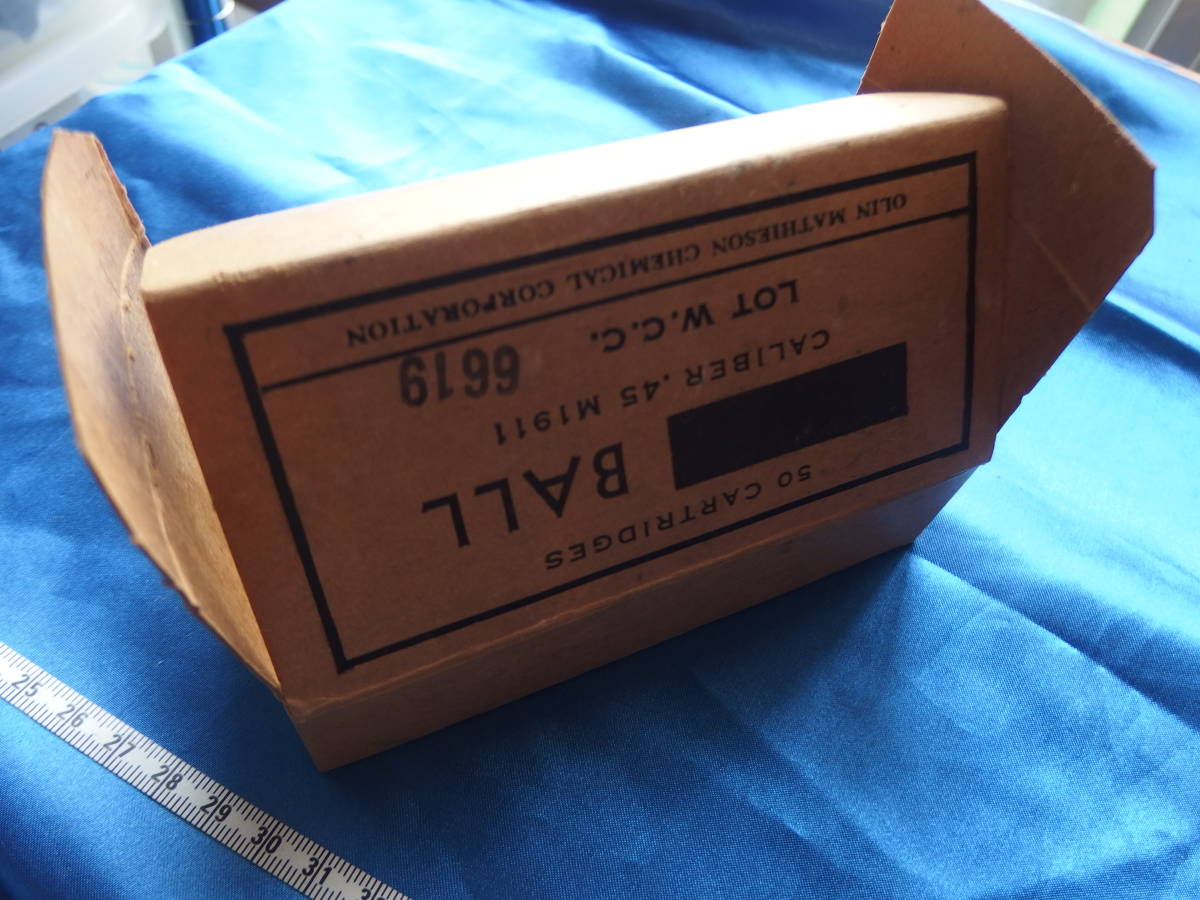 50 CARTRIDGES
BALL
CALIBER .45 M1911
LOT W.C.C. 6619
OLIN MATHIESON CHEMICAL CORPORATION
25 26 27 28 29 30 31